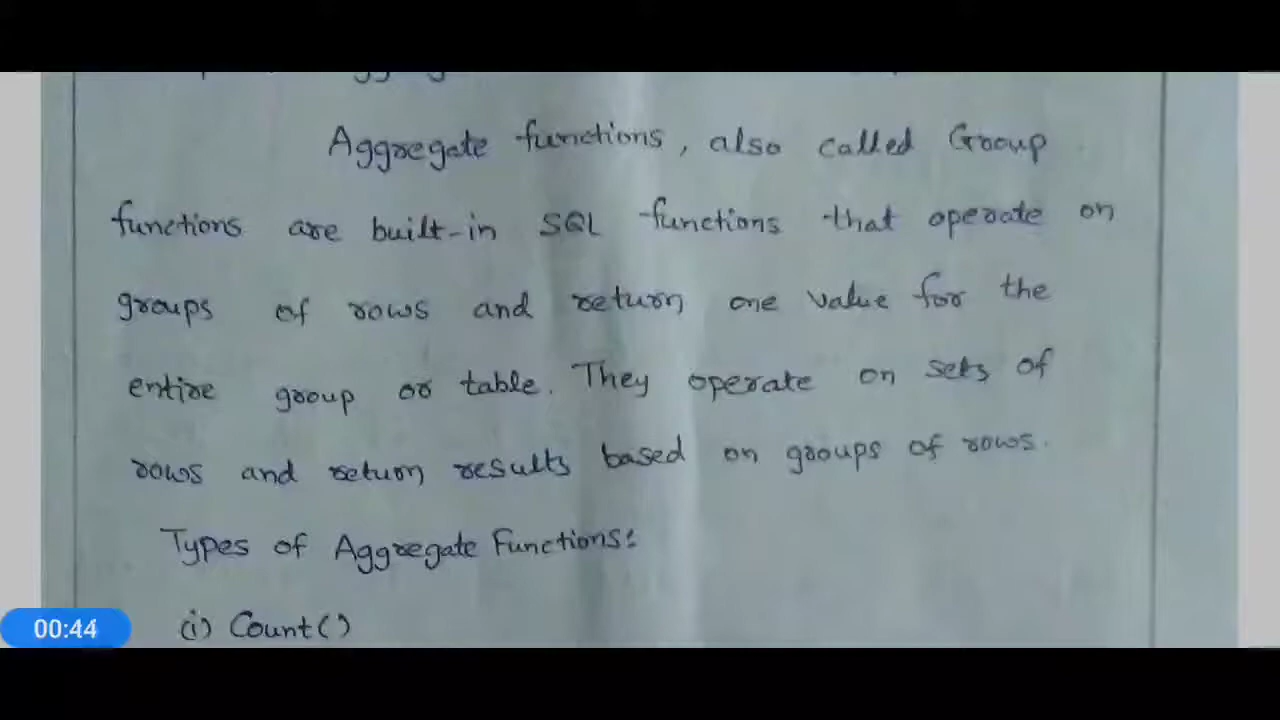 Aggregate functions, also called Group
functions are built-in SQL functions that operate on
groups of rows and return one value for the
entire group or table. They operate on sets of
rows and return results based on groups of rows.
Types of Aggregate Functions:
(i) Count()
00:44